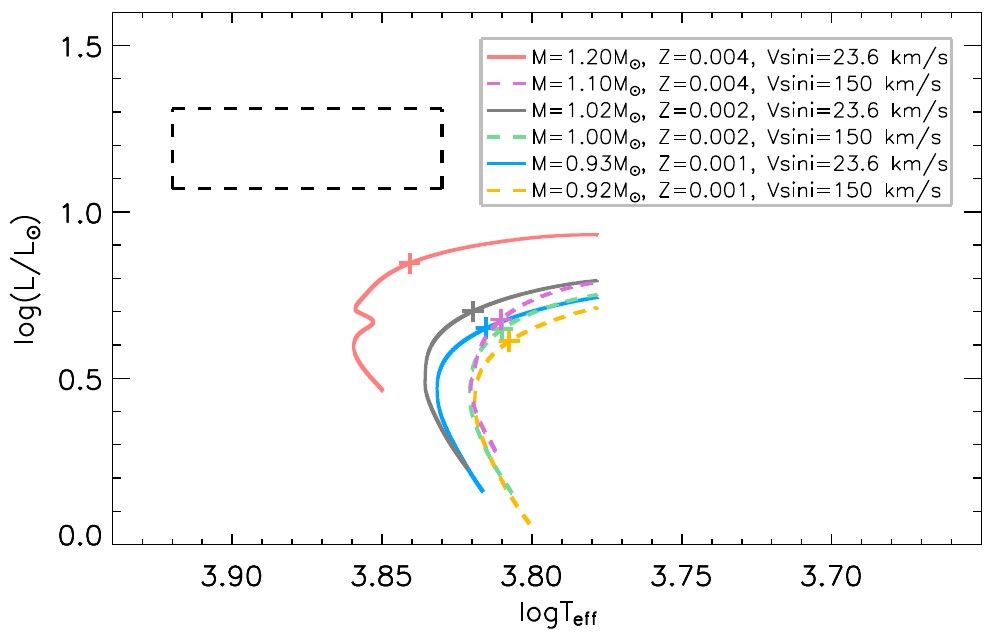 1.5
1.0
0.5
0.0
log(L/L⊙)
M=1.20M⊙, Z=0.004, Vsini=23.6 km/s
M=1.10M⊙, Z=0.004, Vsini=150 km/s
M=1.02M⊙, Z=0.002, Vsini=23.6 km/s
M=1.00M⊙, Z=0.002, Vsini=150 km/s
M=0.93M⊙, Z=0.001, Vsini=23.6 km/s
M=0.92M⊙, Z=0.001, Vsini=150 km/s
3.90 3.85 3.80 3.75 3.70
logTeff